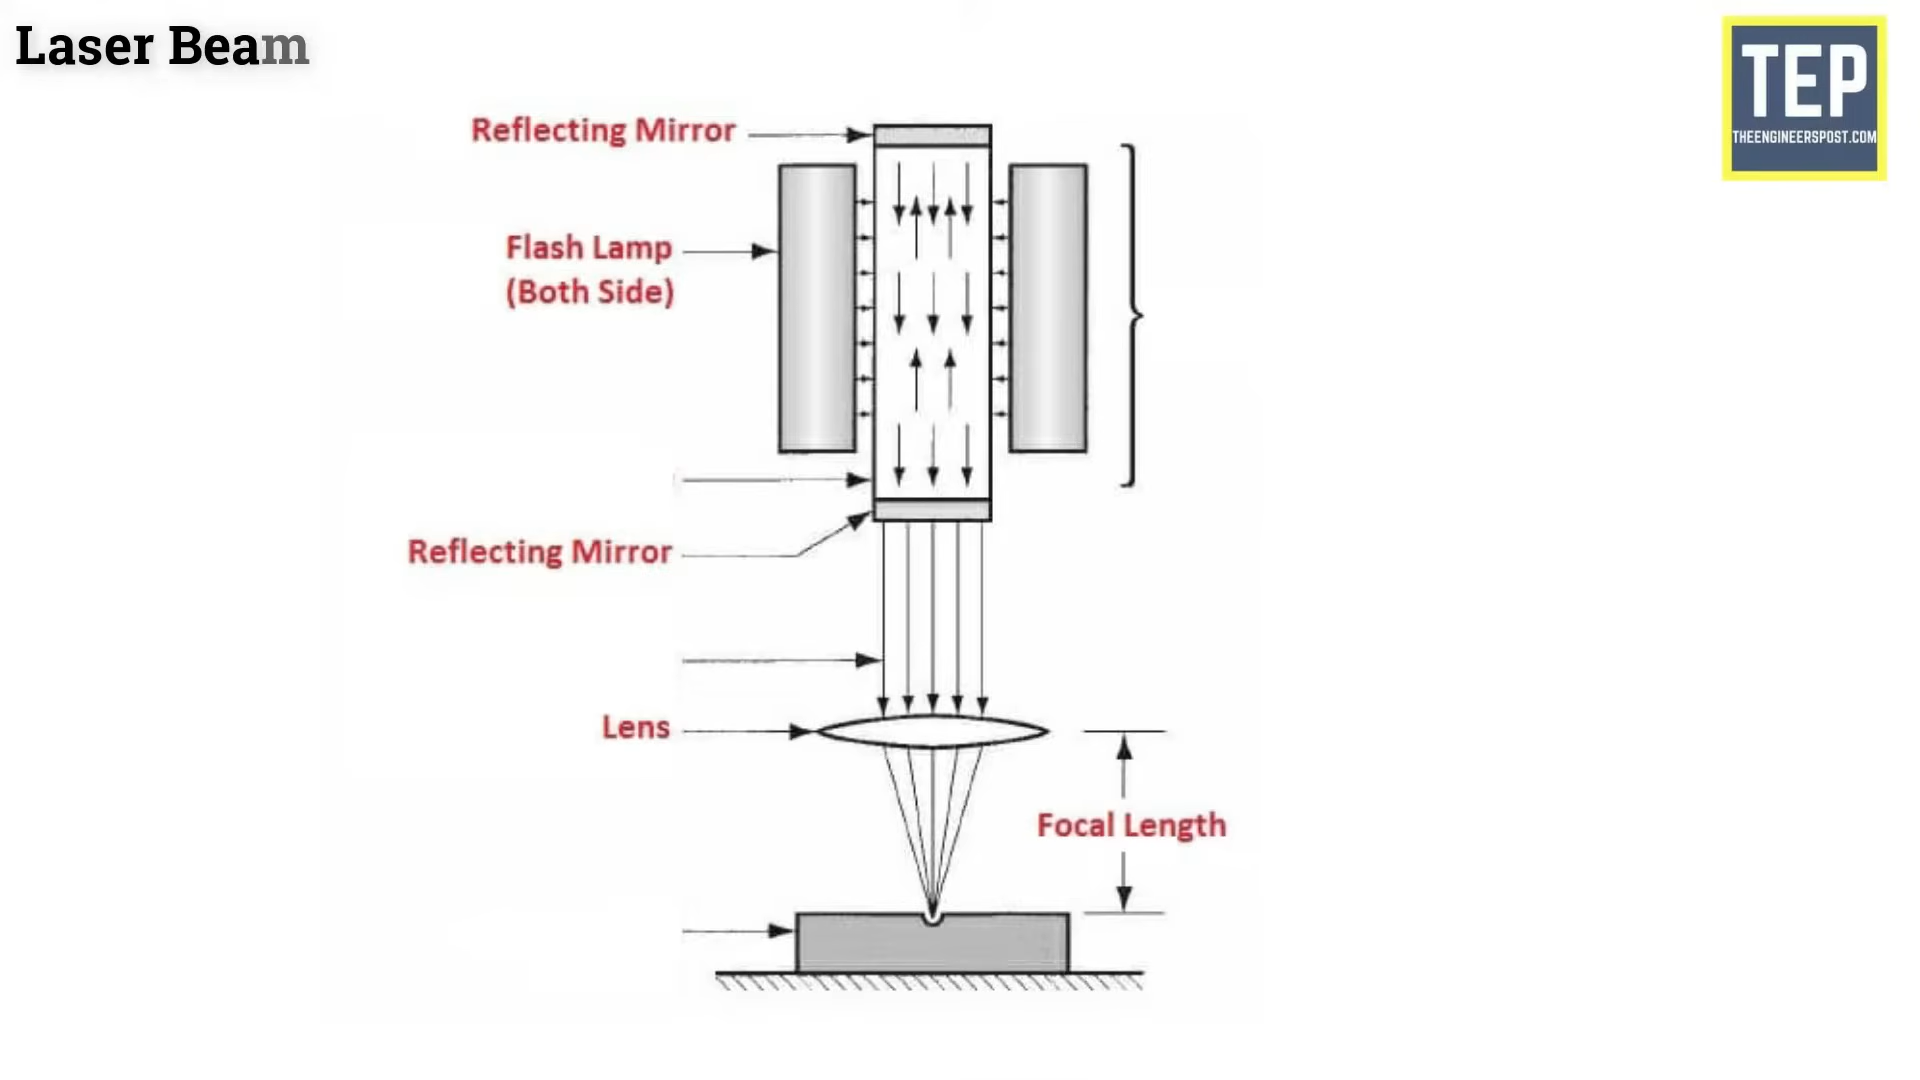 Laser Beam
TEP
THEENGINEERSPOST.COM
Reflecting Mirror
Flash Lamp
(Both Side)
Reflecting Mirror
Lens
Focal Length